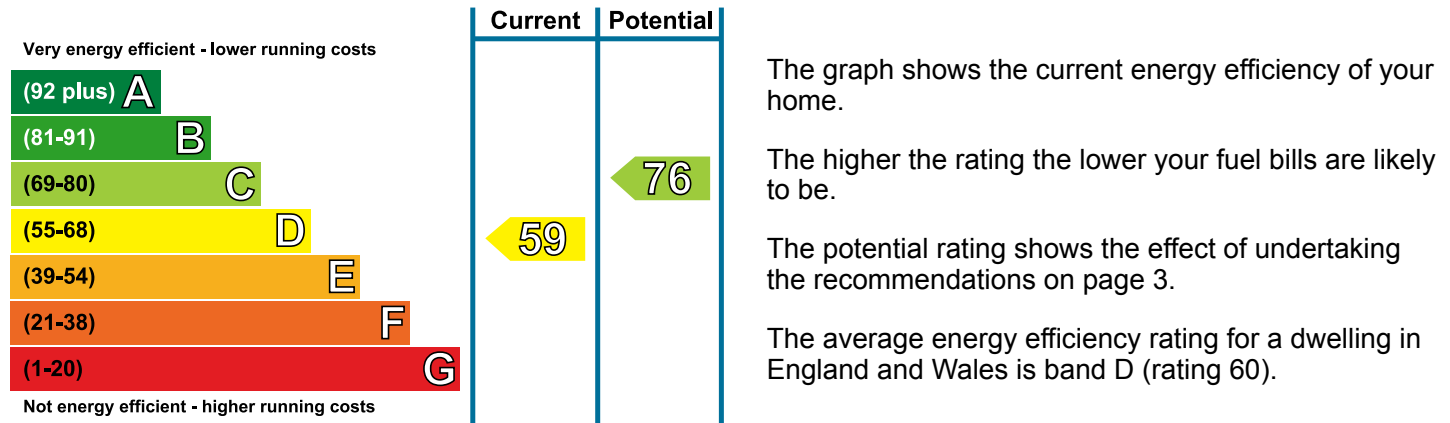 Current Potential
Very energy efficient - lower running costs
(92 plus) A
(81-91) B
(69-80) C
(55-68) D
(39-54) E
(21-38) F
(1-20) G
Not energy efficient - higher running costs
76
59
The graph shows the current energy efficiency of your
home.
The higher the rating the lower your fuel bills are likely
to be.
The potential rating shows the effect of undertaking
the recommendations on page 3.
The average energy efficiency rating for a dwelling in
England and Wales is band D (rating 60).